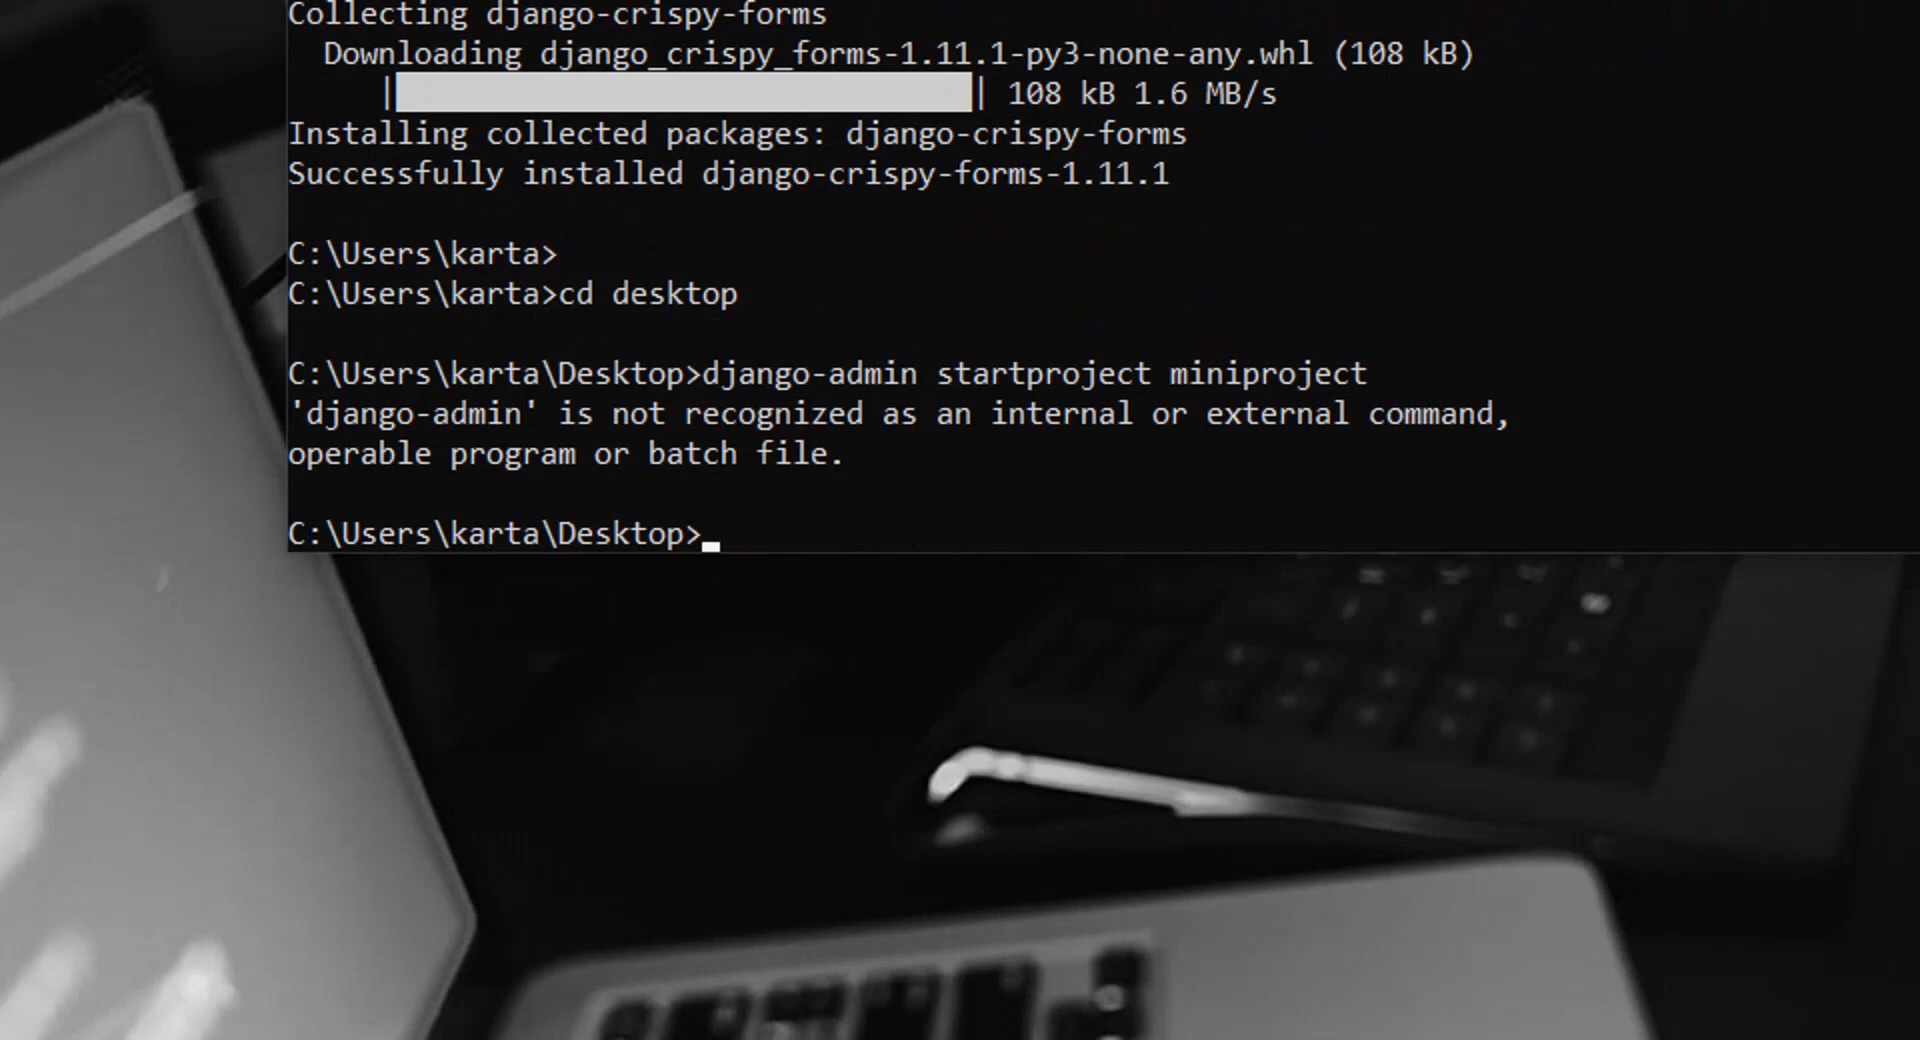 Collecting django-crispy-forms
Downloading django_crispy_forms-1.11.1-py3-none-any.whl (108 kB)
| | 108 kB 1.6 MB/s
Installing collected packages: django-crispy-forms
Successfully installed django-crispy-forms-1.11.1
C:\Users\karta>
C:\Users\karta>cd desktop
C:\Users\karta\Desktop>django-admin startproject miniproject
'django-admin' is not recognized as an internal or external command,
operable program or batch file.
C:\Users\karta\Desktop>